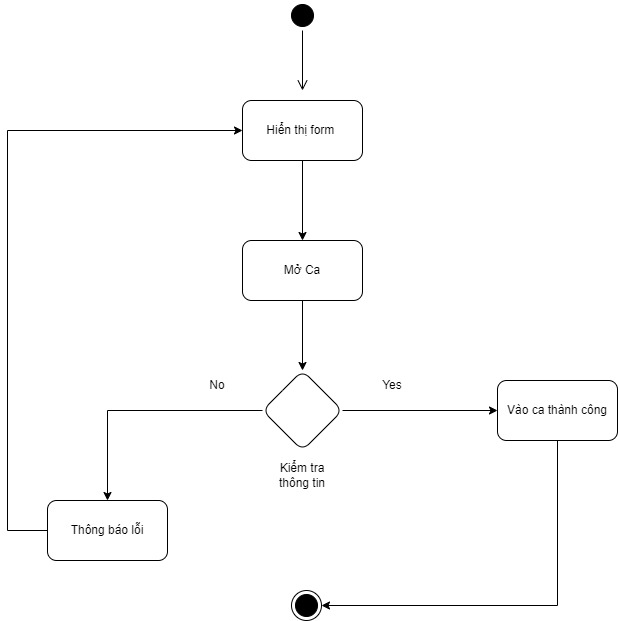 Hiển thị form
Mở Ca
No
Yes
Vào ca thành công
Kiểm tra
thông tin
Thông báo lỗi